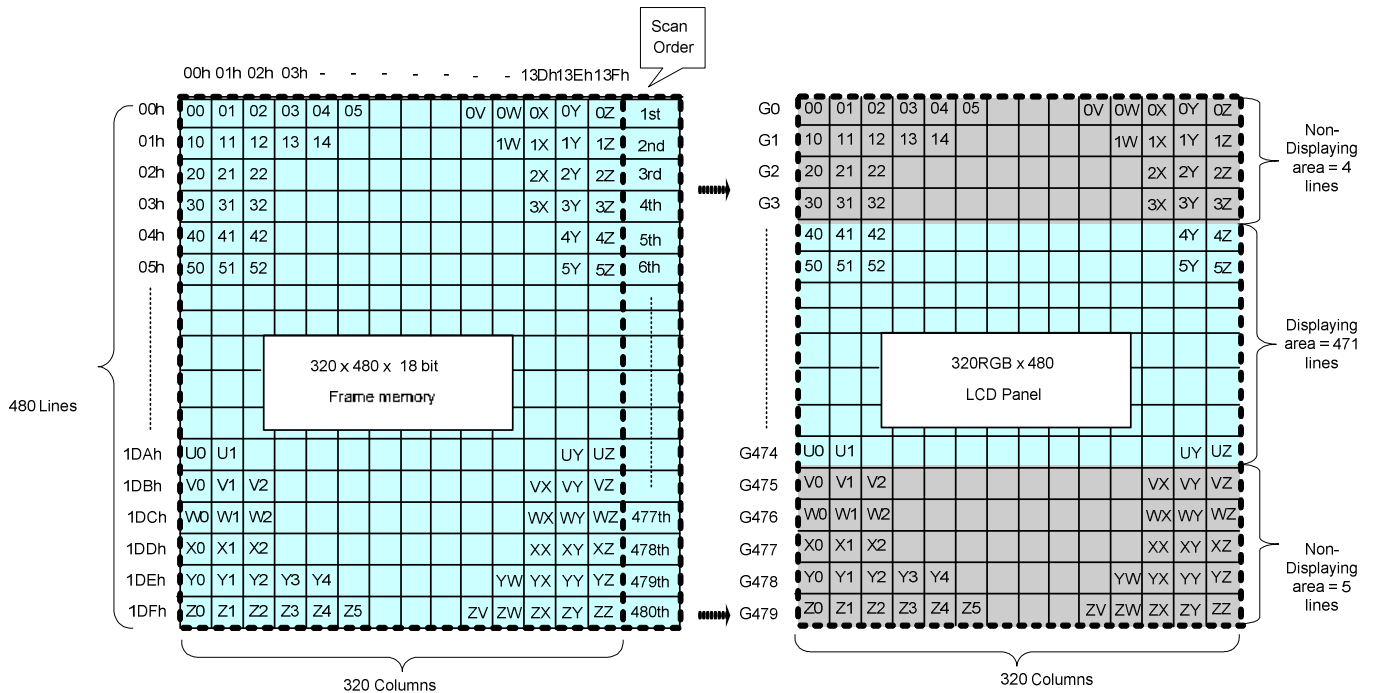 Scan
Order
00h 01h 02h 03h - - - - - - - 13Dh 13Eh 13Fh
00h 00 01 02 03 04 05 0V 0W 0X 0Y 0Z 1st
01h 10 11 12 13 14 1W 1X 1Y 1Z 2nd
02h 20 21 22 2X 2Y 2Z 3rd
03h 30 31 32 3X 3Y 3Z 4th
04h 40 41 42 4Y 4Z 5th
05h 50 51 52 5Y 5Z 6th
320 x 480 x 18 bit
Frame memory
480 Lines
1DAh U0 U1 UY UZ
1DBh V0 V1 V2 VX VY VZ
1DCh W0 W1 W2 WX WY WZ 477th
1DDh X0 X1 X2 XX XY XZ 478th
1DEh Y0 Y1 Y2 Y3 Y4 YW YX YY YZ 479th
1DFh Z0 Z1 Z2 Z3 Z4 Z5 ZV ZW ZX ZY ZZ 480th
320 Columns
G0 00 01 02 03 04 05 0V 0W 0X 0Y 0Z
G1 10 11 12 13 14 1W 1X 1Y 1Z
G2 20 21 22 2X 2Y 2Z
G3 30 31 32 3X 3Y 3Z
40 41 42 4Y 4Z
50 51 52 5Y 5Z
320RGB x 480
LCD Panel
G474 U0 U1 UY UZ
G475 V0 V1 V2 VX VY VZ
G476 W0 W1 W2 WX WY WZ
G477 X0 X1 X2 XX XY XZ
G478 Y0 Y1 Y2 Y3 Y4 YW YX YY YZ
G479 Z0 Z1 Z2 Z3 Z4 Z5 ZV ZW ZX ZY ZZ
320 Columns
Non-
Displaying
area = 4
lines
Displaying
area = 471
lines
Non-
Displaying
area = 5
lines